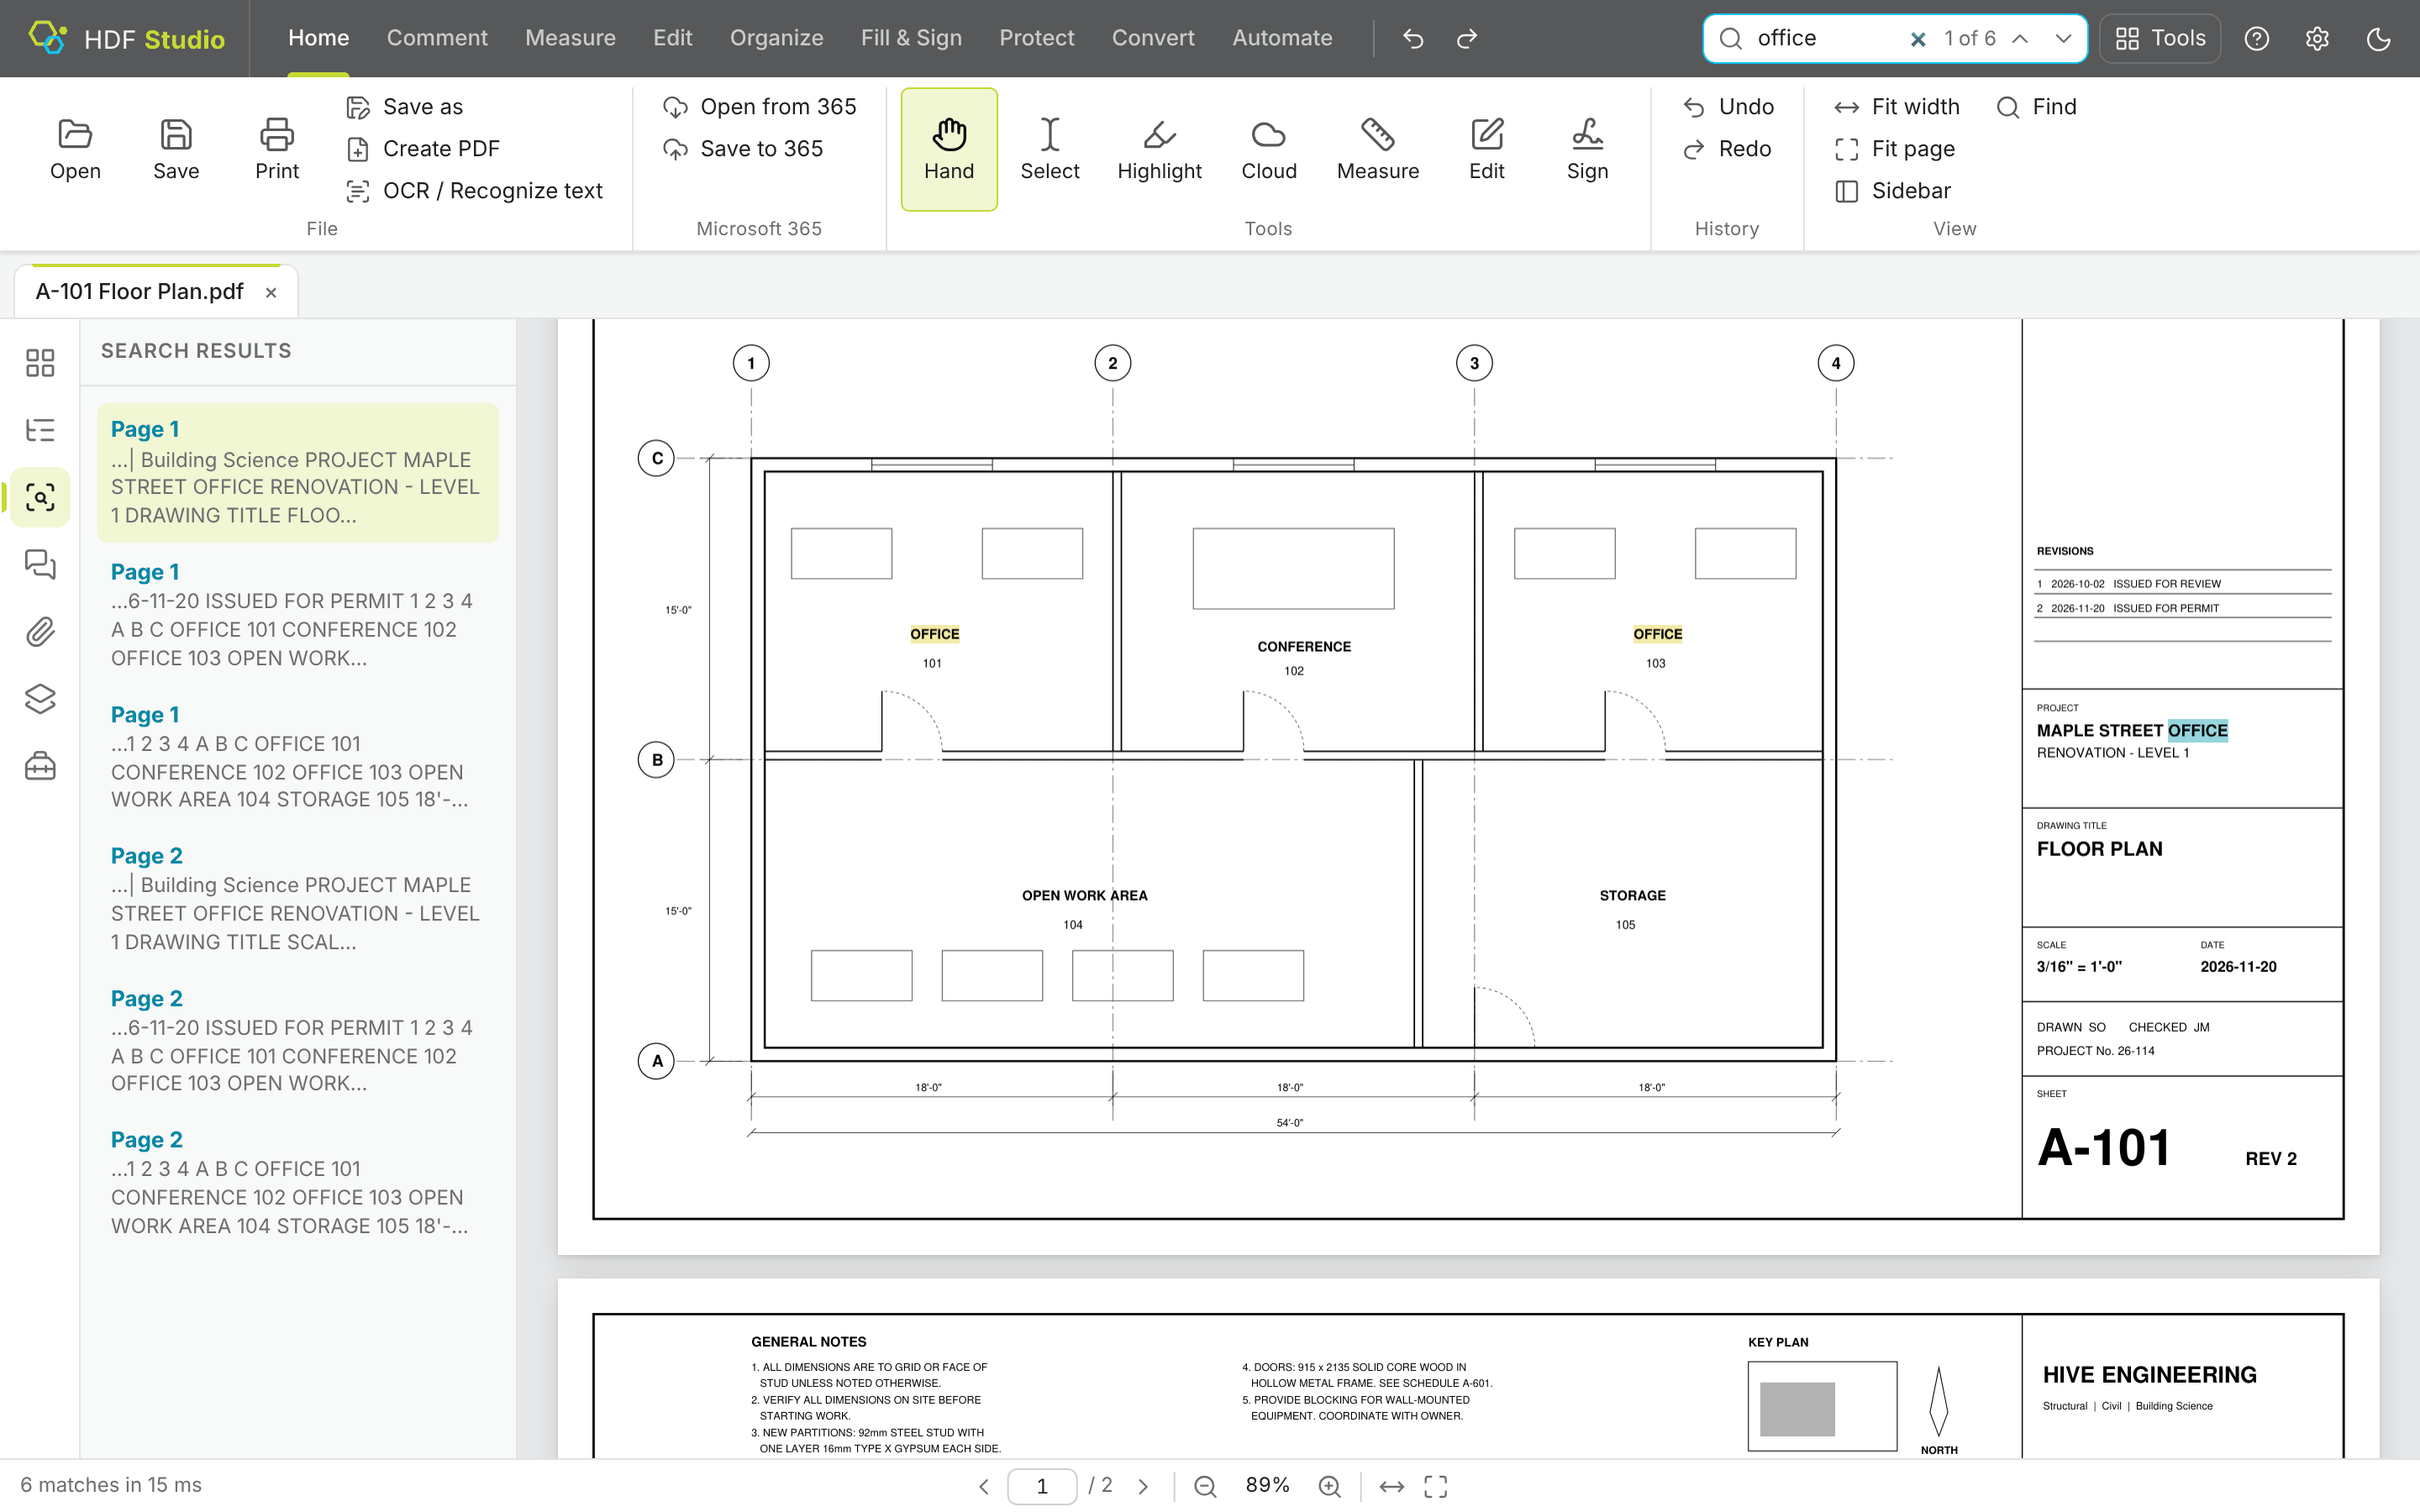 HDF Studio
Home Comment Measure Edit Organize Fill & Sign Protect Convert Automate
office
1 of 6
Tools
Open
Save
Print
Save as
Create PDF
OCR / Recognize text
File
Open from 365
Save to 365
Microsoft 365
Hand
Select
Highlight
Cloud
Measure
Edit
Sign
Tools
Undo
Redo
History
Fit width
Fit page
Sidebar
Find
View
A-101 Floor Plan.pdf ×
SEARCH RESULTS
Page 1
...| Building Science PROJECT MAPLE
STREET OFFICE RENOVATION - LEVEL
1 DRAWING TITLE FLOO...
Page 1
...6-11-20 ISSUED FOR PERMIT 1 2 3 4
A B C OFFICE 101 CONFERENCE 102
OFFICE 103 OPEN WORK...
Page 1
...1 2 3 4 A B C OFFICE 101
CONFERENCE 102 OFFICE 103 OPEN
WORK AREA 104 STORAGE 105 18'-...
Page 2
...| Building Science PROJECT MAPLE
STREET OFFICE RENOVATION - LEVEL
1 DRAWING TITLE SCAL...
Page 2
...6-11-20 ISSUED FOR PERMIT 1 2 3 4
A B C OFFICE 101 CONFERENCE 102
OFFICE 103 OPEN WORK...
Page 2
...1 2 3 4 A B C OFFICE 101
CONFERENCE 102 OFFICE 103 OPEN
WORK AREA 104 STORAGE 105 18'-...
1 2 3 4
C
15'-0"
OFFICE
101
CONFERENCE
102
OFFICE
103
B
15'-0"
OPEN WORK AREA
104
STORAGE
105
A
18'-0" 18'-0" 18'-0"
54'-0"
REVISIONS
1 2026-10-02 ISSUED FOR REVIEW
2 2026-11-20 ISSUED FOR PERMIT
PROJECT
MAPLE STREET OFFICE
RENOVATION - LEVEL 1
DRAWING TITLE
FLOOR PLAN
SCALE DATE
3/16" = 1'-0" 2026-11-20
DRAWN SO CHECKED JM
PROJECT No. 26-114
SHEET
A-101 REV 2
GENERAL NOTES
1. ALL DIMENSIONS ARE TO GRID OR FACE OF
STUD UNLESS NOTED OTHERWISE.
2. VERIFY ALL DIMENSIONS ON SITE BEFORE
STARTING WORK.
3. NEW PARTITIONS: 92mm STEEL STUD WITH
ONE LAYER 16mm TYPE X GYPSUM EACH SIDE.
4. DOORS: 915 x 2135 SOLID CORE WOOD IN
HOLLOW METAL FRAME. SEE SCHEDULE A-601.
5. PROVIDE BLOCKING FOR WALL-MOUNTED
EQUIPMENT. COORDINATE WITH OWNER.
KEY PLAN
NORTH
HIVE ENGINEERING
Structural | Civil | Building Science
6 matches in 15 ms
1 / 2
89%